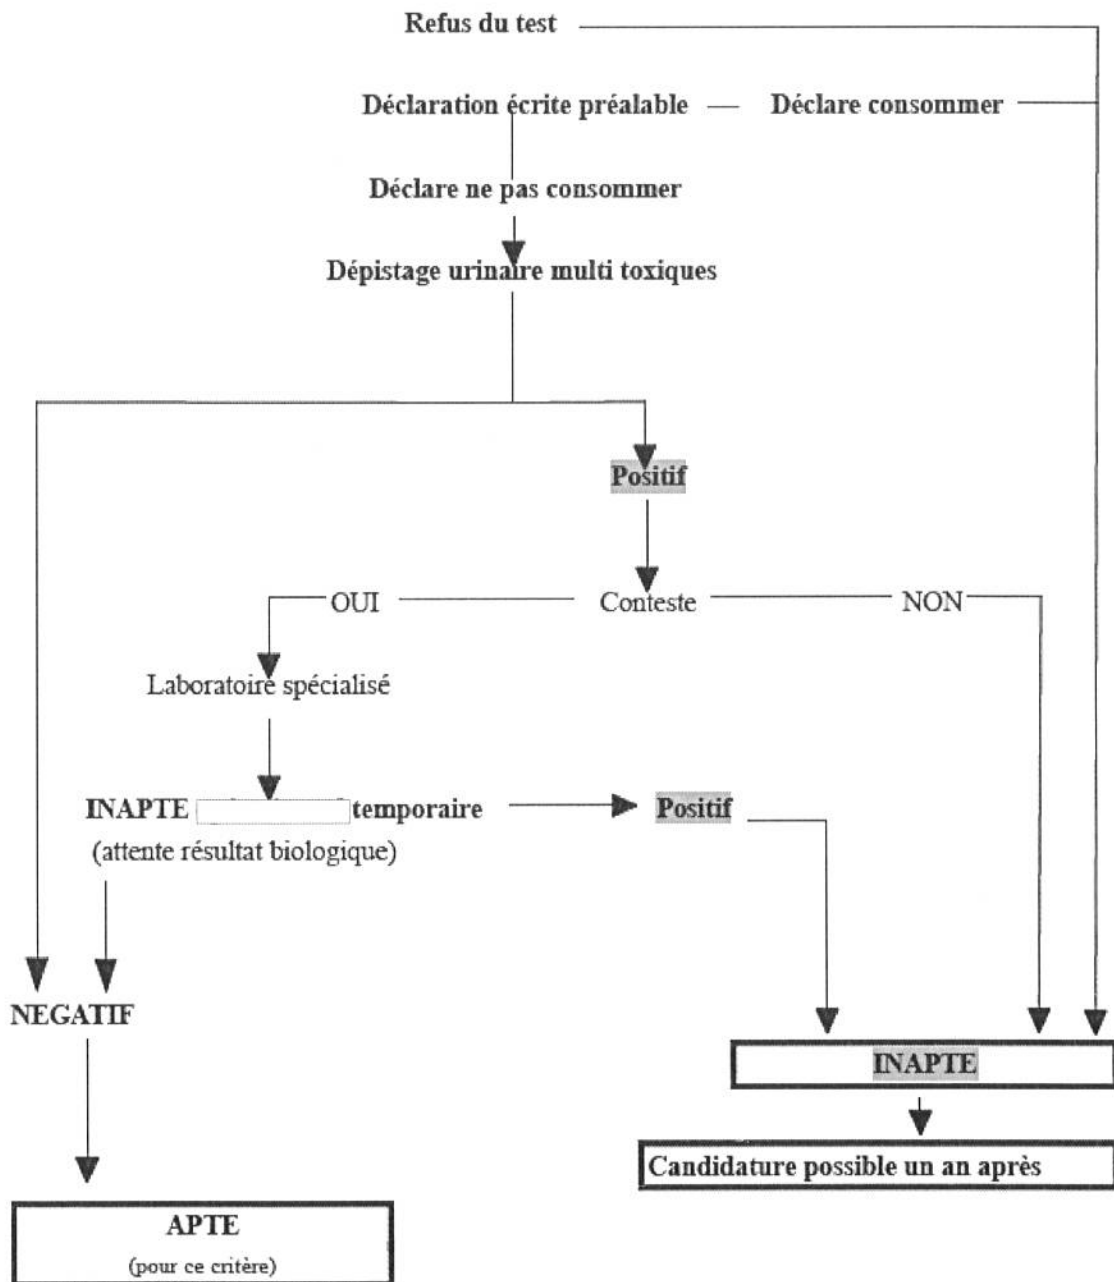 Refus du test
Déclaration écrite préalable
Déclare consommer
Déclare ne pas consommer
Dépistage urinaire multi toxiques
Positif
OUI
Conteste
NON
Laboratoire spécialisé
INAPTE temporaire
Positif
(attente résultat biologique)
NEGATIF
INAPTE
Candidature possible un an après
APTE
(pour ce critère)